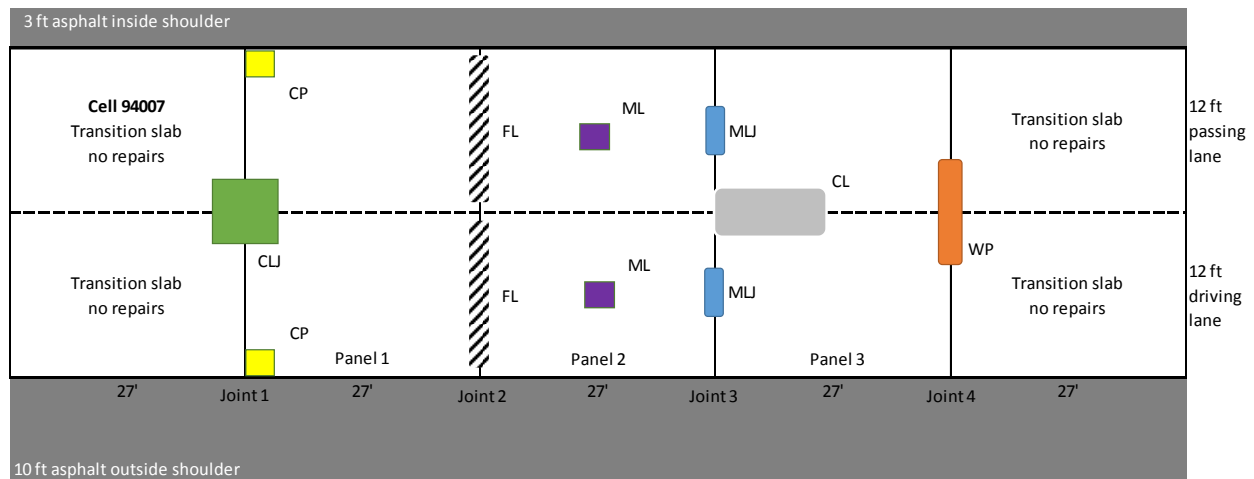 3 ft asphalt inside shoulder
CP
Cell 94007
Transition slab
no repairs
FL
ML
MLJ
Transition slab
no repairs
12 ft
passing
lane
CL
CLJ
WP
Transition slab
no repairs
CP
FL
ML
MLJ
Transition slab
no repairs
12 ft
driving
lane
Panel 1
Panel 2
Panel 3
27'
Joint 1
27'
Joint 2
27'
Joint 3
27'
Joint 4
27'
10 ft asphalt outside shoulder